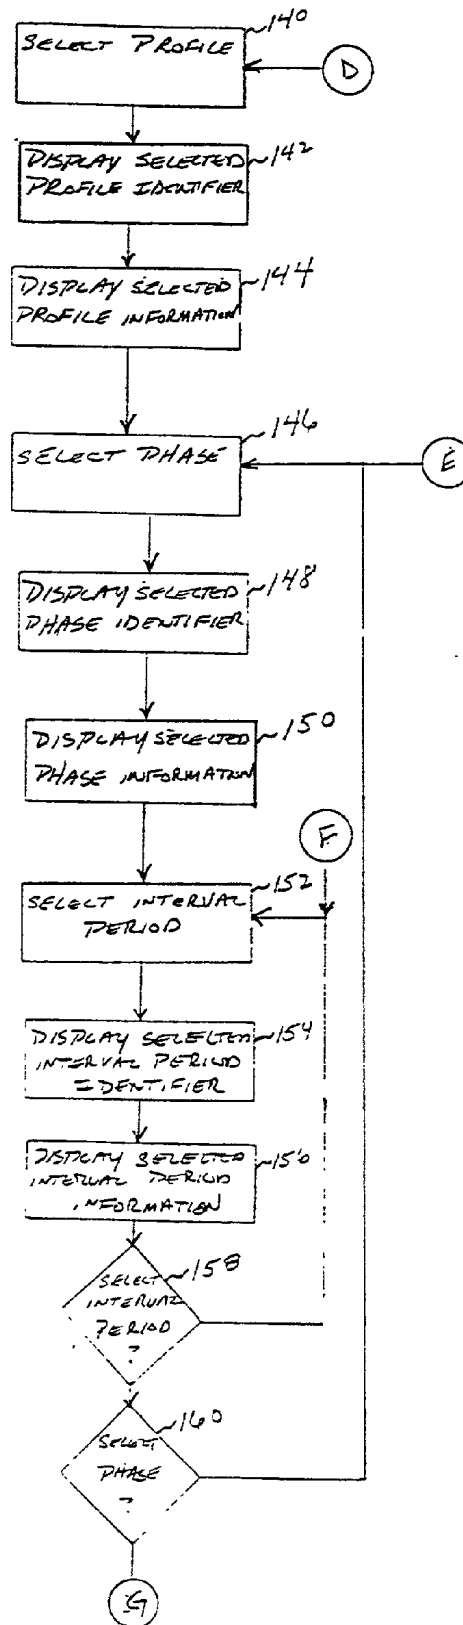 140
SELECT PROFILE
D
DISPLAY SELECTED
PROFILE IDENTIFIER
142
DISPLAY SELECTED
PROFILE INFORMATION
144
146
SELECT PHASE
E
DISPLAY SELECTED
PHASE IDENTIFIER
148
DISPLAY SELECTED
PHASE INFORMATION
150
F
152
SELECT INTERVAL
PERIOD
DISPLAY SELECTED
INTERVAL PERIOD
IDENTIFIER
154
DISPLAY SELECTED
INTERVAL PERIOD
INFORMATION
156
158
SELECT
INTERVAL
PERIOD
?
160
SELECT
PHASE
?
G